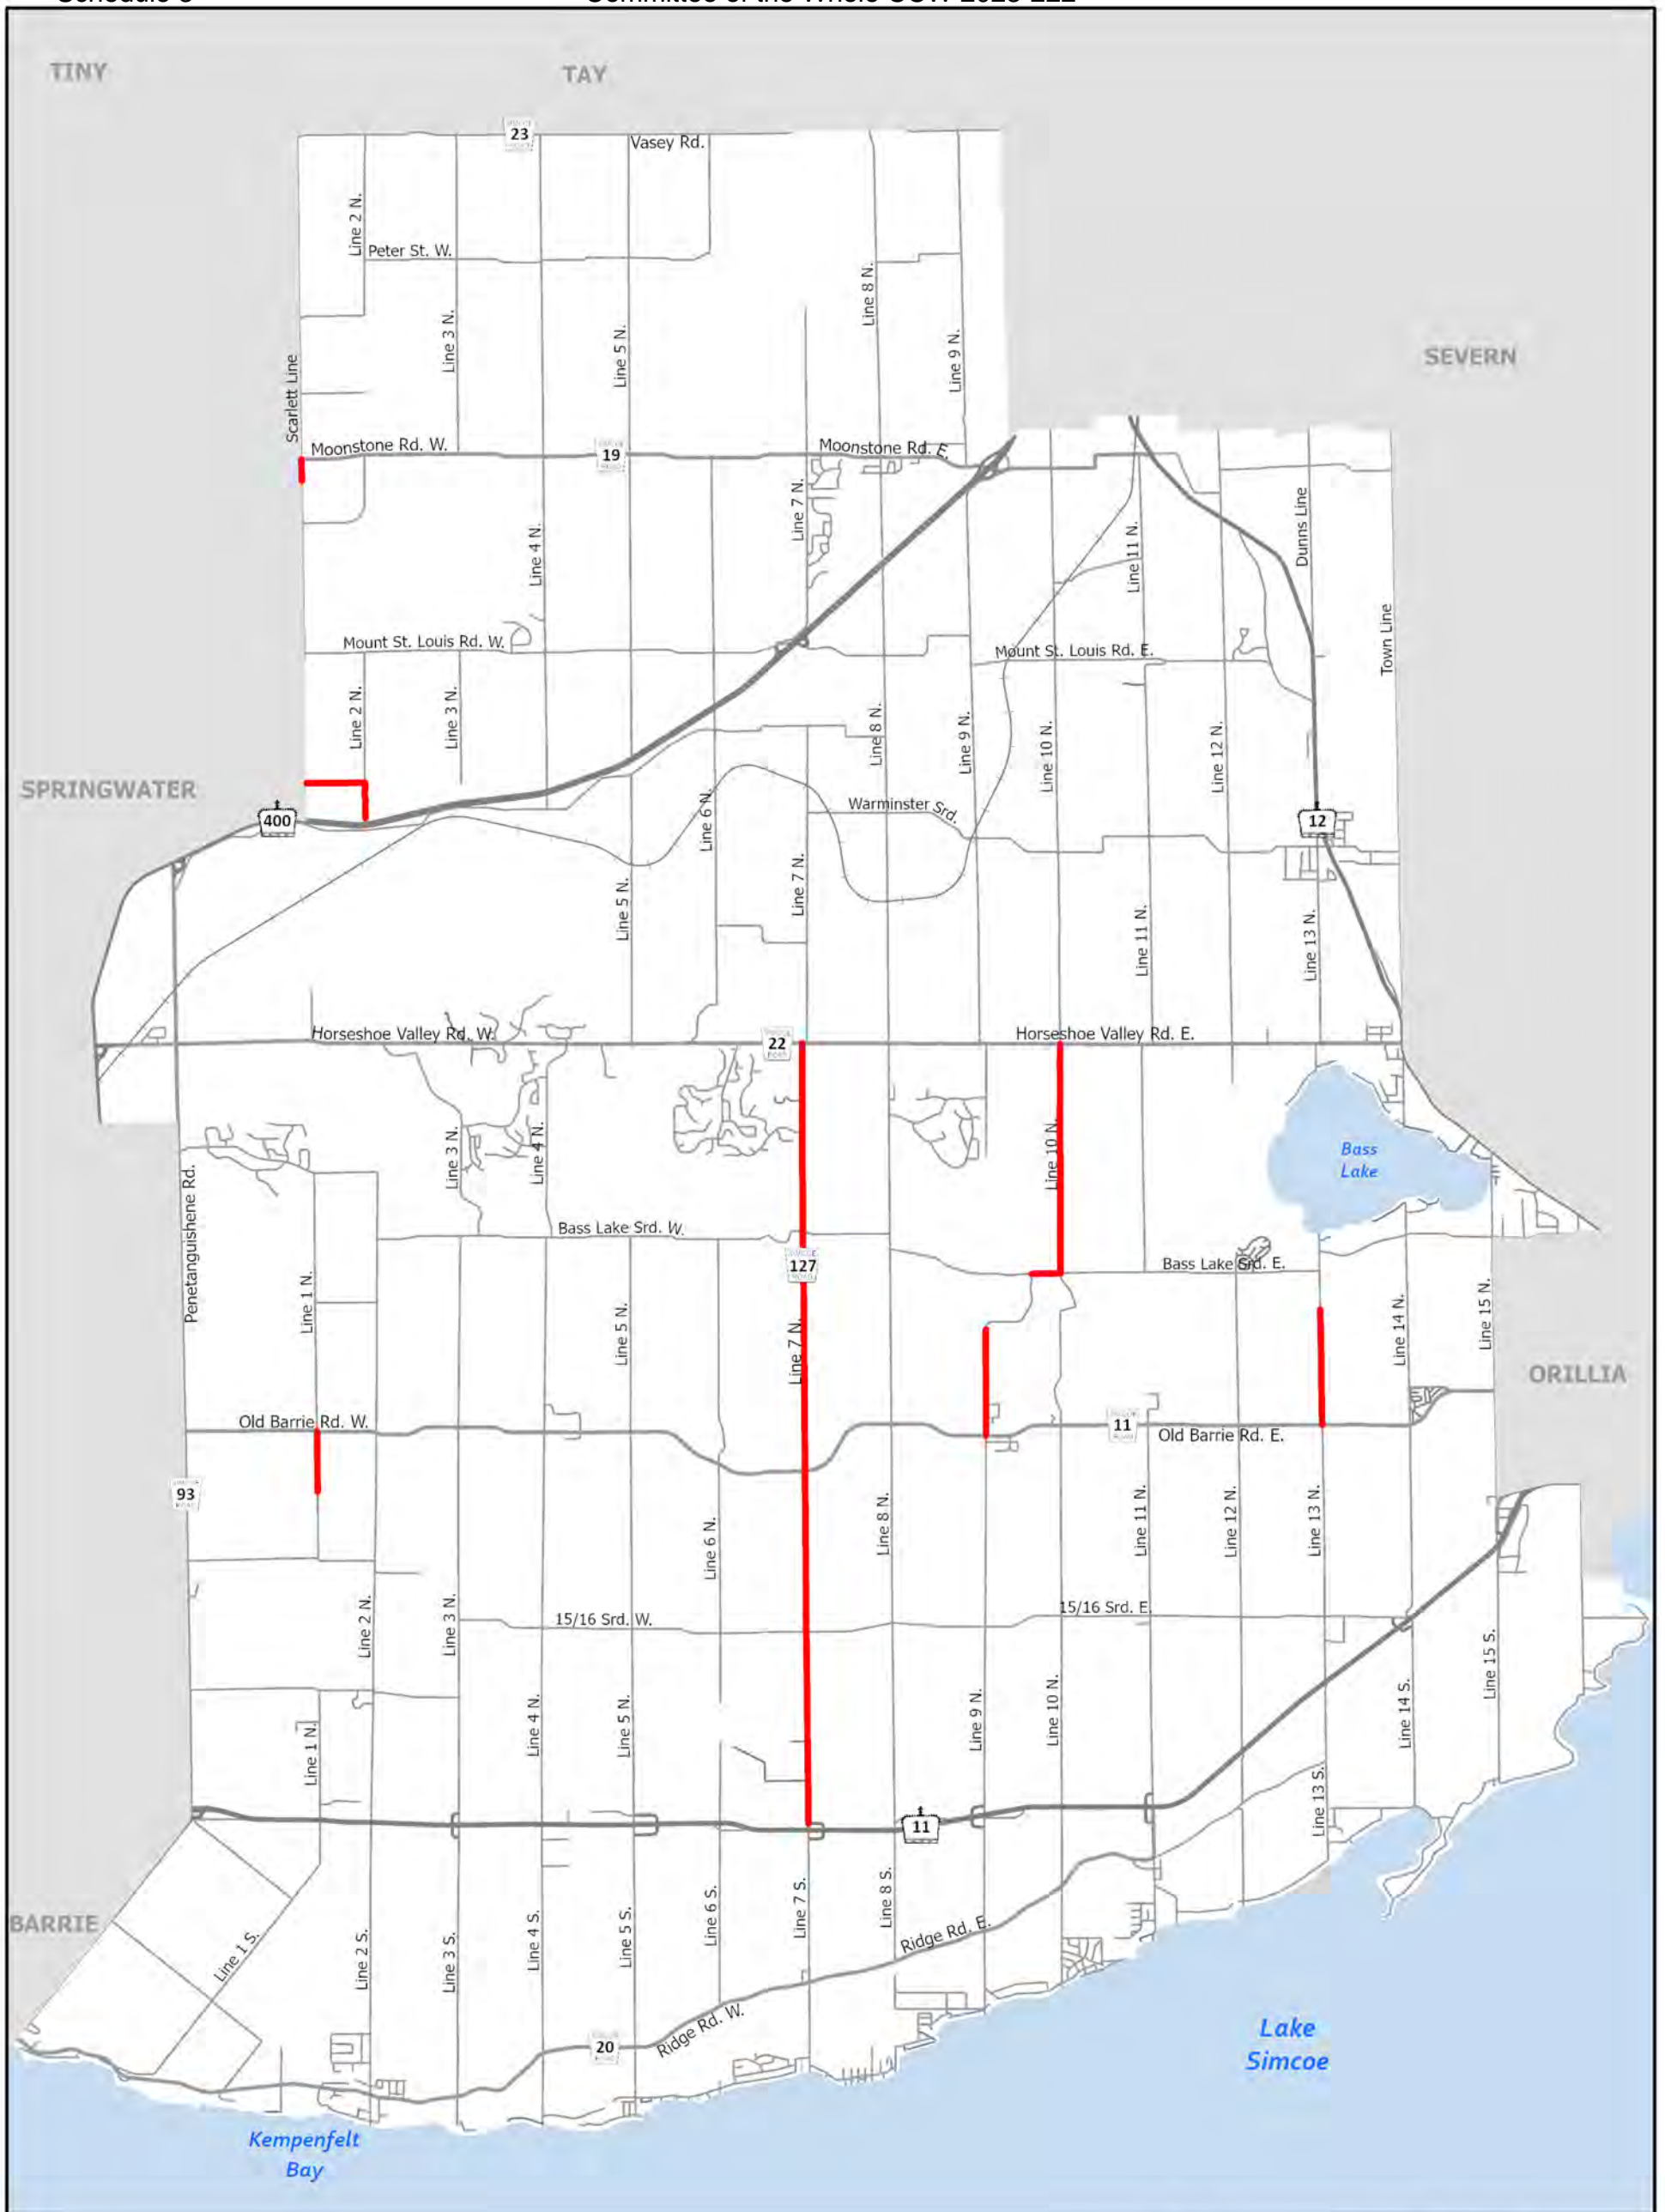 TINY
TAY
23
Vasey Rd.
Line 2 N.
Peter St. W.
Line 8 N.
Line 3 N.
Line 5 N.
Line 9 N.
SEVERN
Scarlett Line
Moonstone Rd. W.
19
Moonstone Rd. E.
Line 7 N.
Dunns Line
Line 4 N.
Line 11 N.
Town Line
Mount St. Louis Rd. W.
Mount St. Louis Rd. E.
Line 2 N.
Line 3 N.
Line 8 N.
Line 9 N.
Line 10 N.
Line 12 N.
SPRINGWATER
400
Line 6 N.
Warminster Srd.
12
Line 5 N.
Line 7 N.
Line 11 N.
Line 13 N.
Horseshoe Valley Rd. W.
22
Horseshoe Valley Rd. E.
Penetanguishene Rd.
Line 3 N.
Line 4 N.
Line 10 N.
Bass
Lake
Bass Lake Srd. W.
127
Bass Lake Srd. E.
Line 1 N.
Line 5 N.
Line 7 N.
Line 14 N.
Line 15 N.
ORILLIA
Old Barrie Rd. W.
11
Old Barrie Rd. E.
93
Line 6 N.
Line 8 N.
Line 11 N.
Line 12 N.
Line 13 N.
Line 2 N.
Line 3 N.
15/16 Srd. W.
15/16 Srd. E.
Line 1 N.
Line 4 N.
Line 5 N.
Line 9 N.
Line 10 N.
Line 14 S.
Line 15 S.
Line 13 S.
11
BARRIE
Line 1 S.
Line 2 S.
Line 3 S.
Line 4 S.
Line 5 S.
Line 6 S.
Line 7 S.
Line 8 S.
Ridge Rd. E.
Ridge Rd. W.
20
Lake
Simcoe
Kempenfelt
Bay